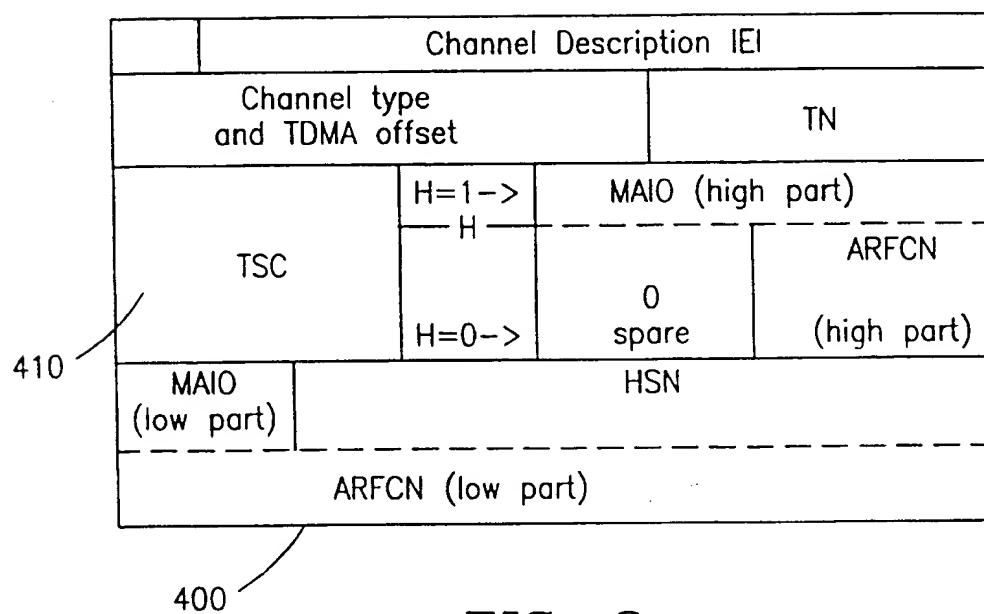 Channel Description IEI
Channel type
and TDMA offset
TN
TSC
H=1->
H
H=0->
MAIO (high part)
0
spare
ARFCN
(high part)
410
MAIO
(low part)
HSN
ARFCN (low part)
400